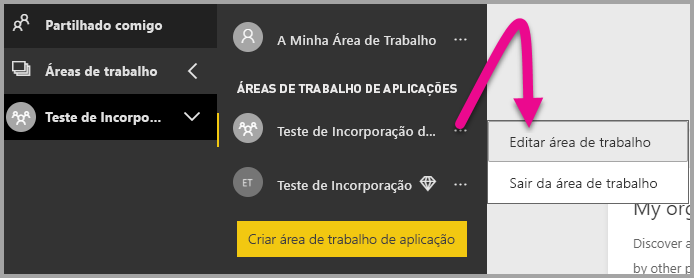 Partilhado comigo
Áreas de trabalho
Teste de Incorpo...
A Minha Área de Trabalho ...
ÁREAS DE TRABALHO DE APLICAÇÕES
Teste de Incorporação d... ...
ET Teste de Incorporação ...
Criar área de trabalho de aplicação
Editar área de trabalho
Sair da área de trabalho
My org
Discover a
by other p